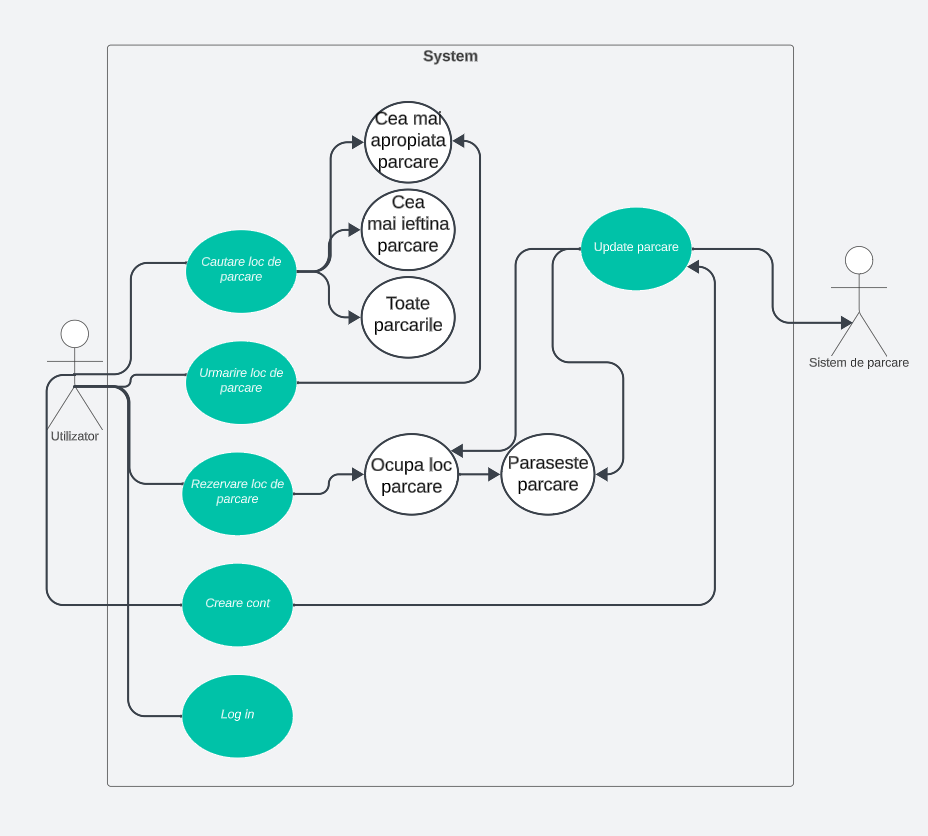 System
Cea mai
apropiata
parcare
Cea
mai ieftina
parcare
Toate
parcarile
Cautare loc de
parcare
Urmarire loc de
parcare
Rezervare loc de
parcare
Creare cont
Log in
Ocupa loc
parcare
Paraseste
parcare
Update parcare
Utilizator
Sistem de parcare